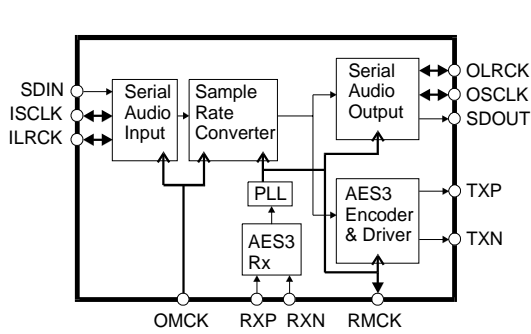 SDIN
ISCLK
ILRCK
Serial
Audio
Input
Sample
Rate
Converter
Serial
Audio
Output
OLRCK
OSCLK
SDOUT
PLL
AES3
Rx
AES3
Encoder
& Driver
TXP
TXN
OMCK
RXP
RXN
RMCK